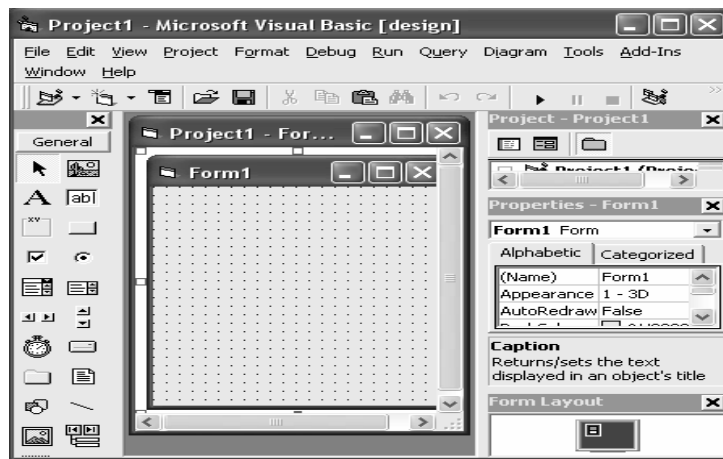 Project1 - Microsoft Visual Basic [design]
File Edit View Project Format Debug Run Query Diagram Tools Add-Ins
Window Help
General
A
abl
xv
Project1 - For...
Form1
Project - Project1
Properties - Form1
Form1 Form
Alphabetic Categorized
(Name) Form1
Appearance 1 - 3D
AutoRedraw False
Caption
Returns/sets the text
displayed in an object's title
Form Layout